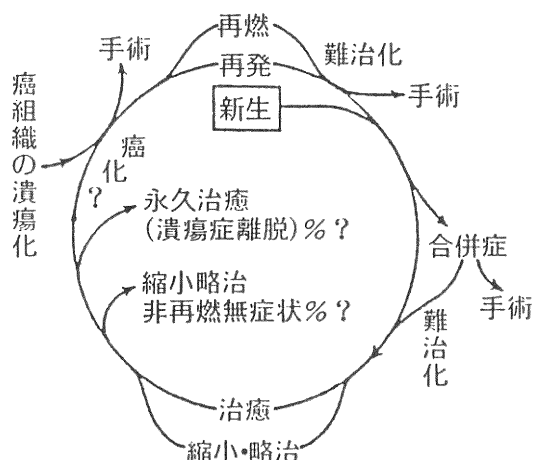 再燃
再発
難治化
手術
手術
新生
癌組織の潰瘍化
癌化?
永久治癒
(潰瘍症離脱)%?
縮小略治
非再燃無症状%?
合併症
手術
難治化
治癒
縮小・略治